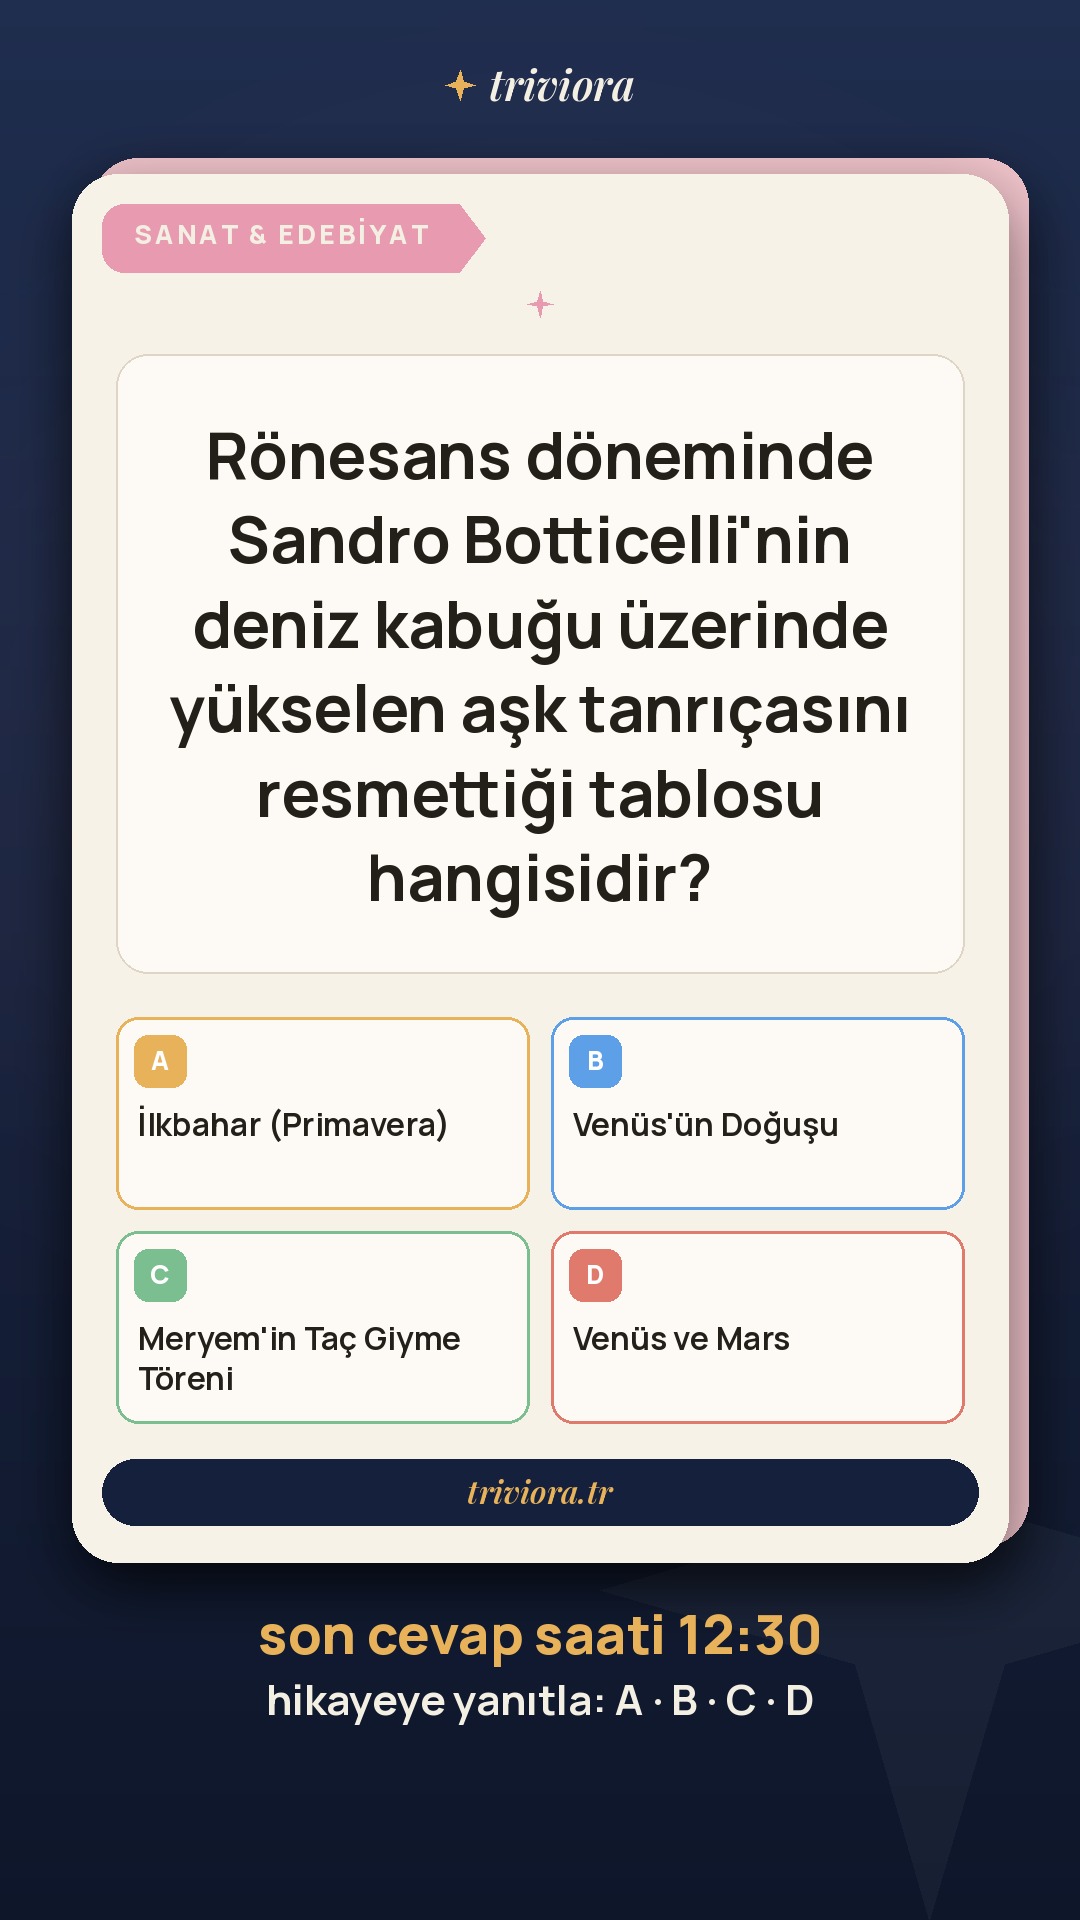 triviora
SANAT & EDEBİYAT
Rönesans döneminde
Sandro Botticelli'nin
deniz kabuğu üzerinde
yükselen aşk tanrıçasını
resmettiği tablosu
hangisidir?
A
İlkbahar (Primavera)
B
Venüs'ün Doğuşu
C
Meryem'in Taç Giyme
Töreni
D
Venüs ve Mars
triviora.tr
son cevap saati 12:30
hikayeye yanıtla: A · B · C · D